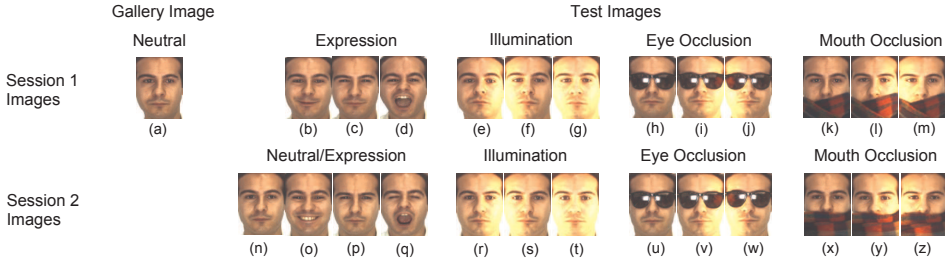 Gallery Image
Test Images
Neutral
Expression
Illumination
Eye Occlusion
Mouth Occlusion
Session 1
Images
(a)
(b)
(c)
(d)
(e)
(f)
(g)
(h)
(i)
(j)
(k)
(l)
(m)
Neutral/Expression
Illumination
Eye Occlusion
Mouth Occlusion
Session 2
Images
(n)
(o)
(p)
(q)
(r)
(s)
(t)
(u)
(v)
(w)
(x)
(y)
(z)